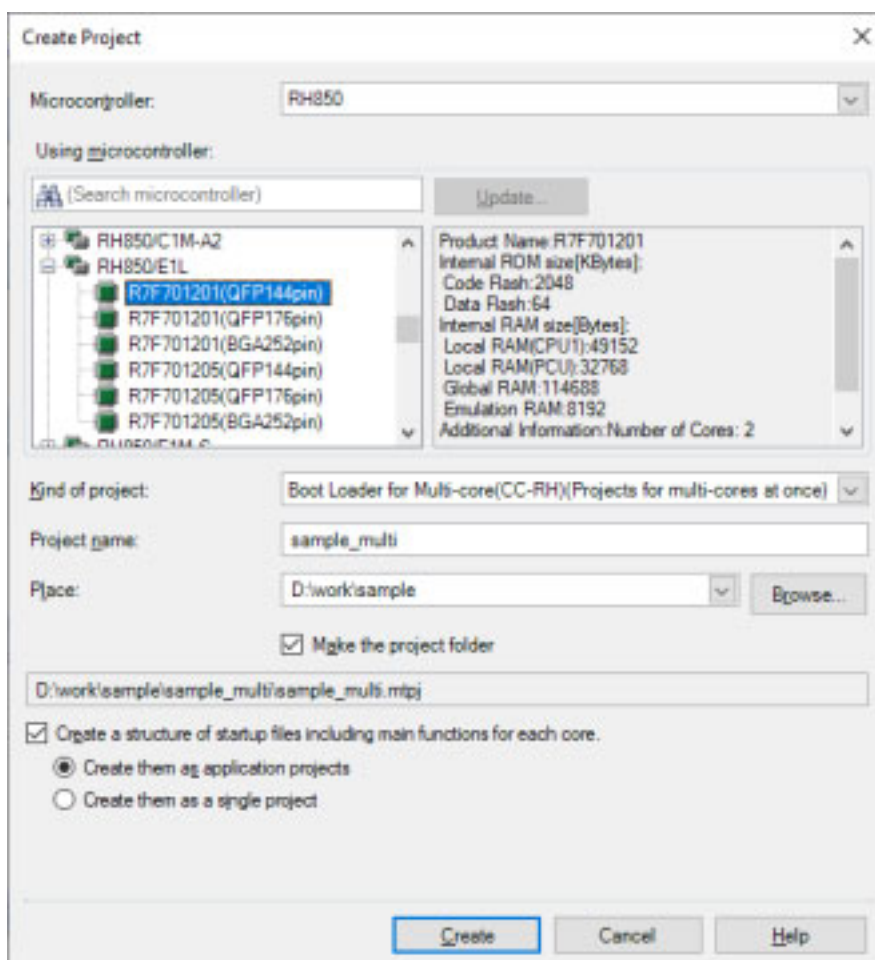 Create Project
Microcontroller: RH850
Using microcontroller:
(Search microcontroller) Update...
RH850/C1M-A2
RH850/E1L
R7F701201(QFP144pin)
R7F701201(QFP176pin)
R7F701201(BGA252pin)
R7F701205(QFP144pin)
R7F701205(QFP176pin)
R7F701205(BGA252pin)
Product Name:R7F701201
Internal ROM size[KBytes]:
Code Flash:2048
Data Flash:64
Internal RAM size[Bytes]:
Local RAM(CPU1):49152
Local RAM(PCU):32768
Global RAM:114688
Emulation RAM:8192
Additional Information:Number of Cores: 2
Kind of project: Boot Loader for Multi-core(CC-RH)(Projects for multi-cores at once)
Project name: sample_multi
Place: D:\work\sample Browse...
Make the project folder
D:\work\sample\sample_multi\sample_multi.mtpj
Create a structure of startup files including main functions for each core.
Create them as application projects
Create them as a single project
Create Cancel Help